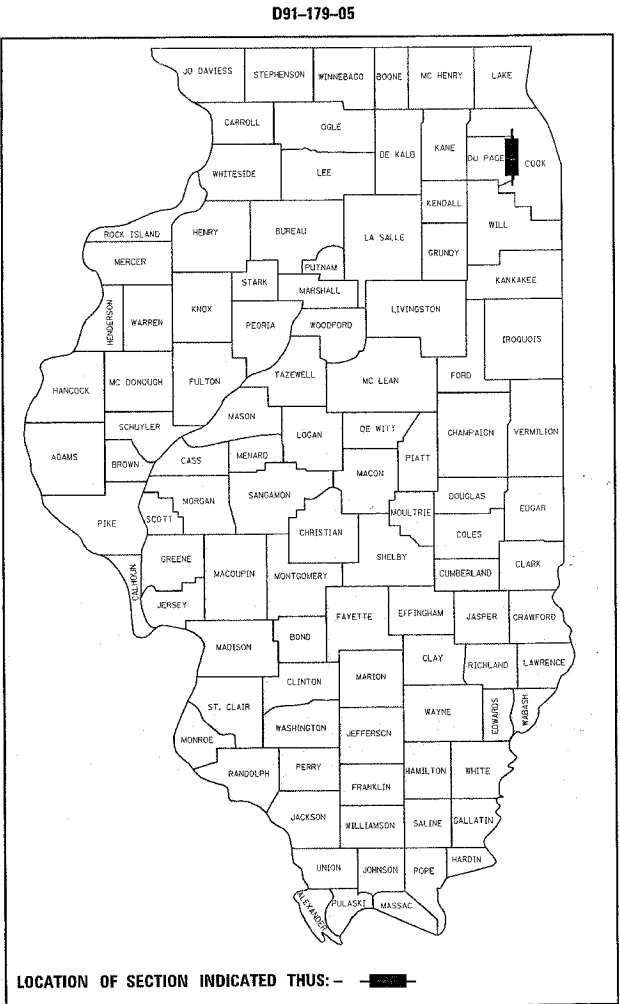 D91-179-05
JO DAVIESS STEPHENSON WINNEBAGO BOONE MC HENRY LAKE
CARROLL OGLE
DE KALB KANE DU PAGE COOK
WHITESIDE LEE
KENDALL
WILL
ROCK ISLAND HENRY BUREAU LA SALLE
GRUNDY
MERCER PUTNAM
STARK MARSHALL KANKAKEE
HENDERSON WARREN KNOX PEORIA WOODFORD LIVINGSTON
IROQUOIS
HANCOCK MC DONOUGH FULTON TAZEWELL MC LEAN FORD
MASON
SCHUYLER LOGAN DE WITT CHAMPAIGN VERMILION
ADAMS BROWN CASS MENARD PIATT
MACON
MORGAN SANGAMON DOUGLAS
PIKE SCOTT CHRISTIAN MOULTRIE EDGAR
COLES
GREENE SHELBY
CALHOUN MACOUPIN MONTGOMERY CUMBERLAND CLARK
JERSEY FAYETTE EFFINGHAM JASPER CRAWFORD
MADISON BOND
CLAY RICHLAND LAWRENCE
CLINTON MARION
ST. CLAIR WAYNE EDWARDS WABASH
WASHINGTON JEFFERSON
MONROE
RANDOLPH PERRY HAMILTON WHITE
FRANKLIN
JACKSON WILLIAMSON SALINE GALLATIN
UNION JOHNSON POPE HARDIN
ALEXANDER PULASKI MASSAC
LOCATION OF SECTION INDICATED THUS: –